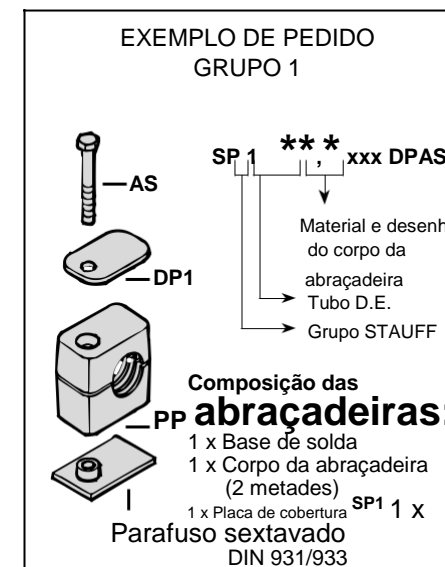 EXEMPLO DE PEDIDO
GRUPO 1
SP 1 **,* xxx DPAS
AS
Material e desenh
do corpo da
abraçadeira
DP1
Tubo D.E.
Grupo STAUFF
Composição das
PP abraçadeiras:
1 x Base de solda
1 x Corpo da abraçadeira
(2 metades)
1 x Placa de cobertura SP1 1 x
Parafuso sextavado
DIN 931/933